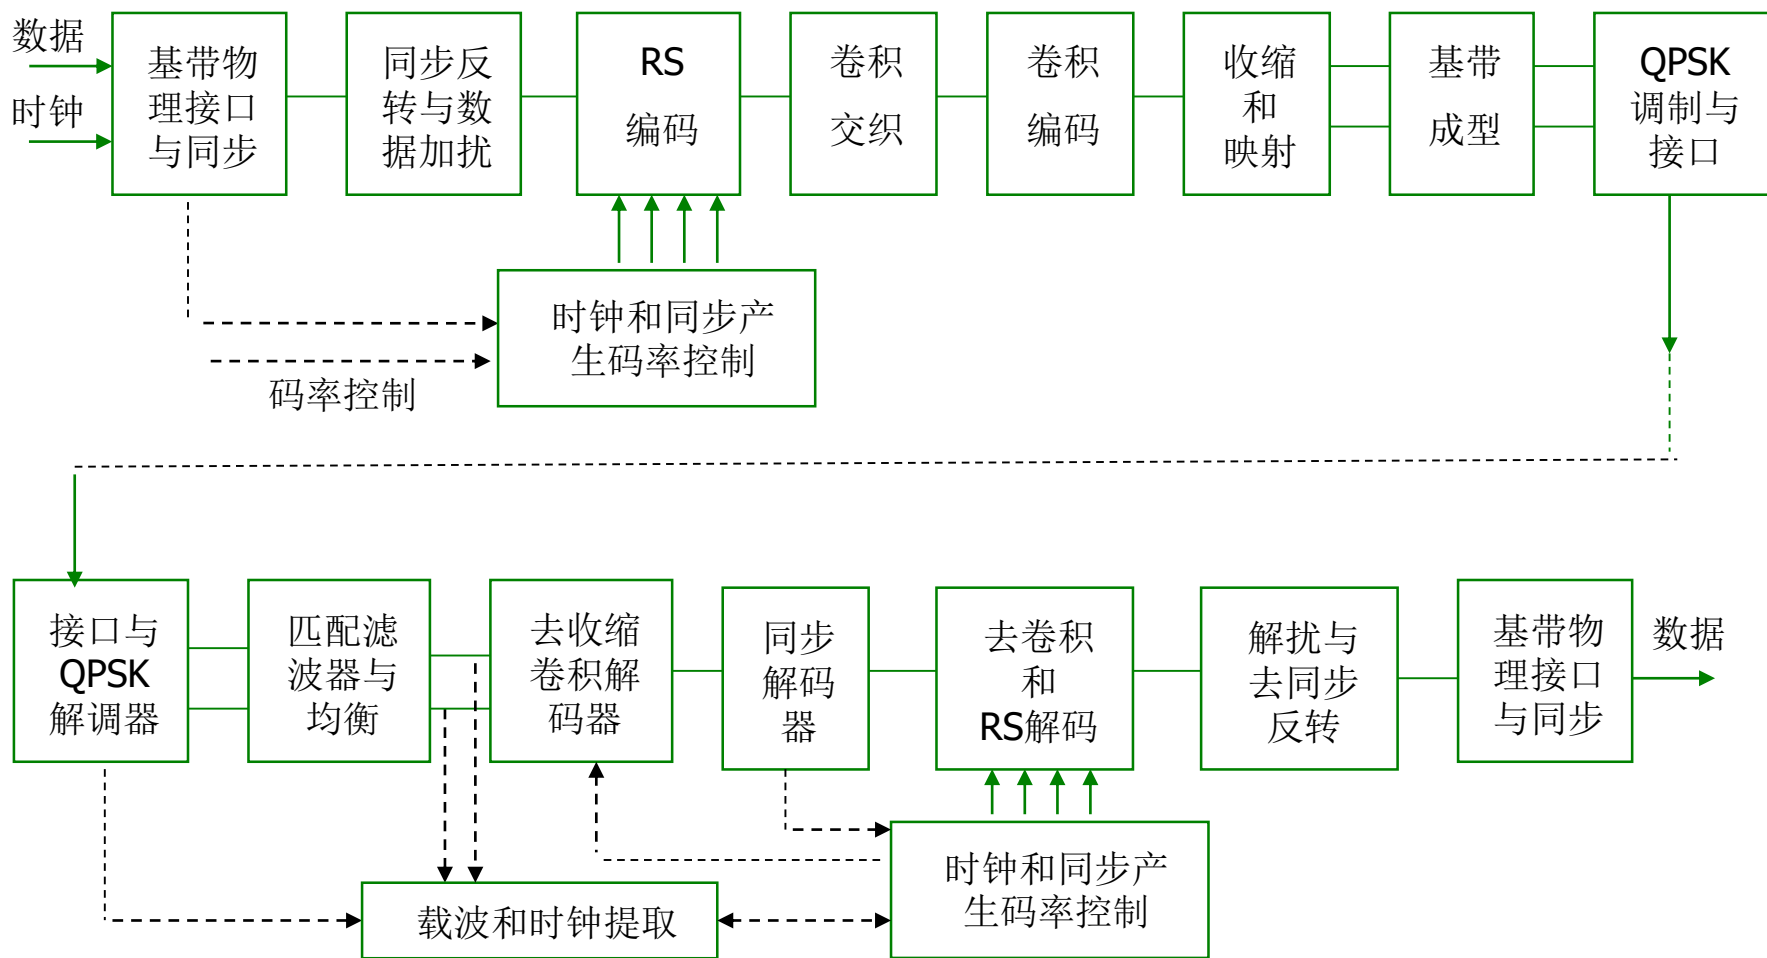 数据
时钟
基带物
理接口
与同步
同步反
转与数
据加扰
RS
编码
卷积
交织
卷积
编码
收缩
和
映射
基带
成型
QPSK
调制与
接口
时钟和同步产
生码率控制
码率控制
接口与
QPSK
解调器
匹配滤
波器与
均衡
去收缩
卷积解
码器
同步
解码
器
去卷积
和
RS解码
解扰与
去同步
反转
基带物
理接口
与同步
数据
时钟和同步产
生码率控制
载波和时钟提取